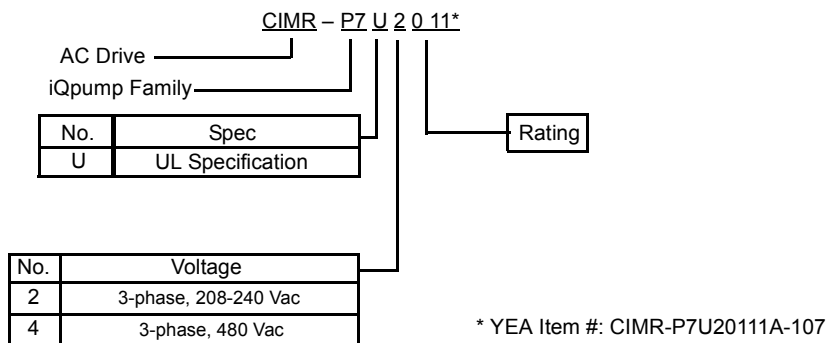 CIMR – P7 U 2 0 11*
AC Drive
iQpump Family
No. Spec
U UL Specification
Rating
No. Voltage
2 3-phase, 208-240 Vac
4 3-phase, 480 Vac
* YEA Item #: CIMR-P7U20111A-107